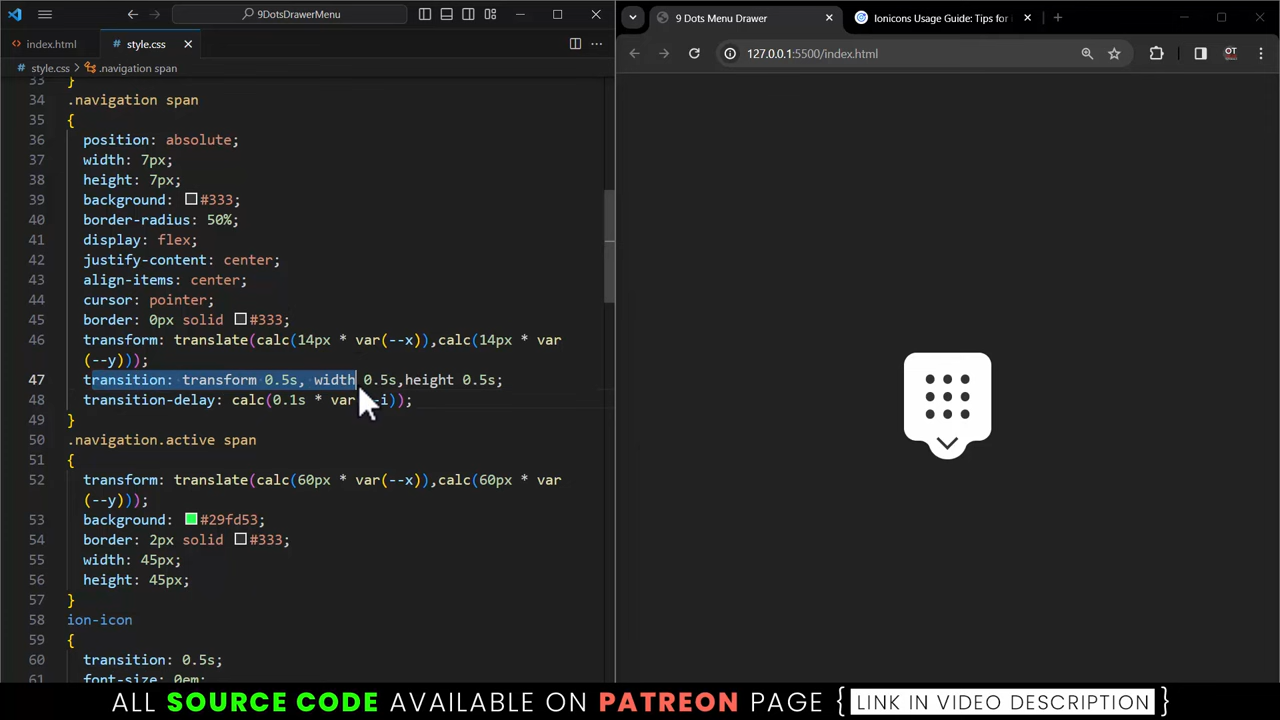 9DotsDrawerMenu
index.html
style.css
style.css > .navigation span
33 }
34 .navigation span
35 {
36 position: absolute;
37 width: 7px;
38 height: 7px;
39 background: #333;
40 border-radius: 50%;
41 display: flex;
42 justify-content: center;
43 align-items: center;
44 cursor: pointer;
45 border: 0px solid #333;
46 transform: translate(calc(14px * var(--x)),calc(14px * var
(--y)));
47 transition: transform 0.5s, width 0.5s,height 0.5s;
48 transition-delay: calc(0.1s * var -i));
49 }
50 .navigation.active span
51 {
52 transform: translate(calc(60px * var(--x)),calc(60px * var
(--y)));
53 background: #29fd53;
54 border: 2px solid #333;
55 width: 45px;
56 height: 45px;
57 }
58 ion-icon
59 {
60 transition: 0.5s;
61 font-size: 0em;
9 Dots Menu Drawer
Ionicons Usage Guide: Tips for
127.0.0.1:5500/index.html
OT
ALL SOURCE CODE AVAILABLE ON PATREON PAGE { LINK IN VIDEO DESCRIPTION }